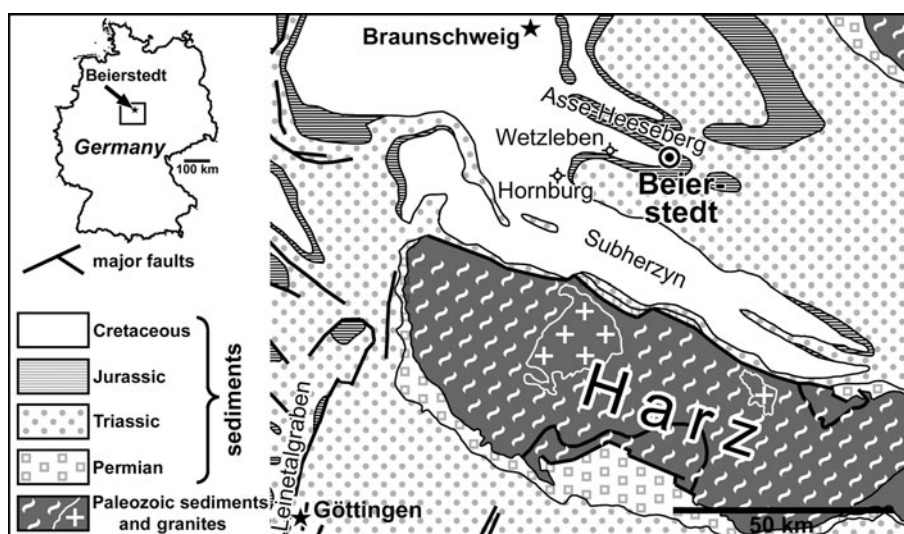 Beierstedt
Germany
100 km
major faults
Cretaceous
Jurassic
Triassic
Permian
Paleozoic sediments
and granites
sediments
Braunschweig
Asse-Heeseberg
Wetzleben
Hornburg
Beier-
stedt
Subherzyn
Harz
Leinetalgraben
Göttingen
50 km